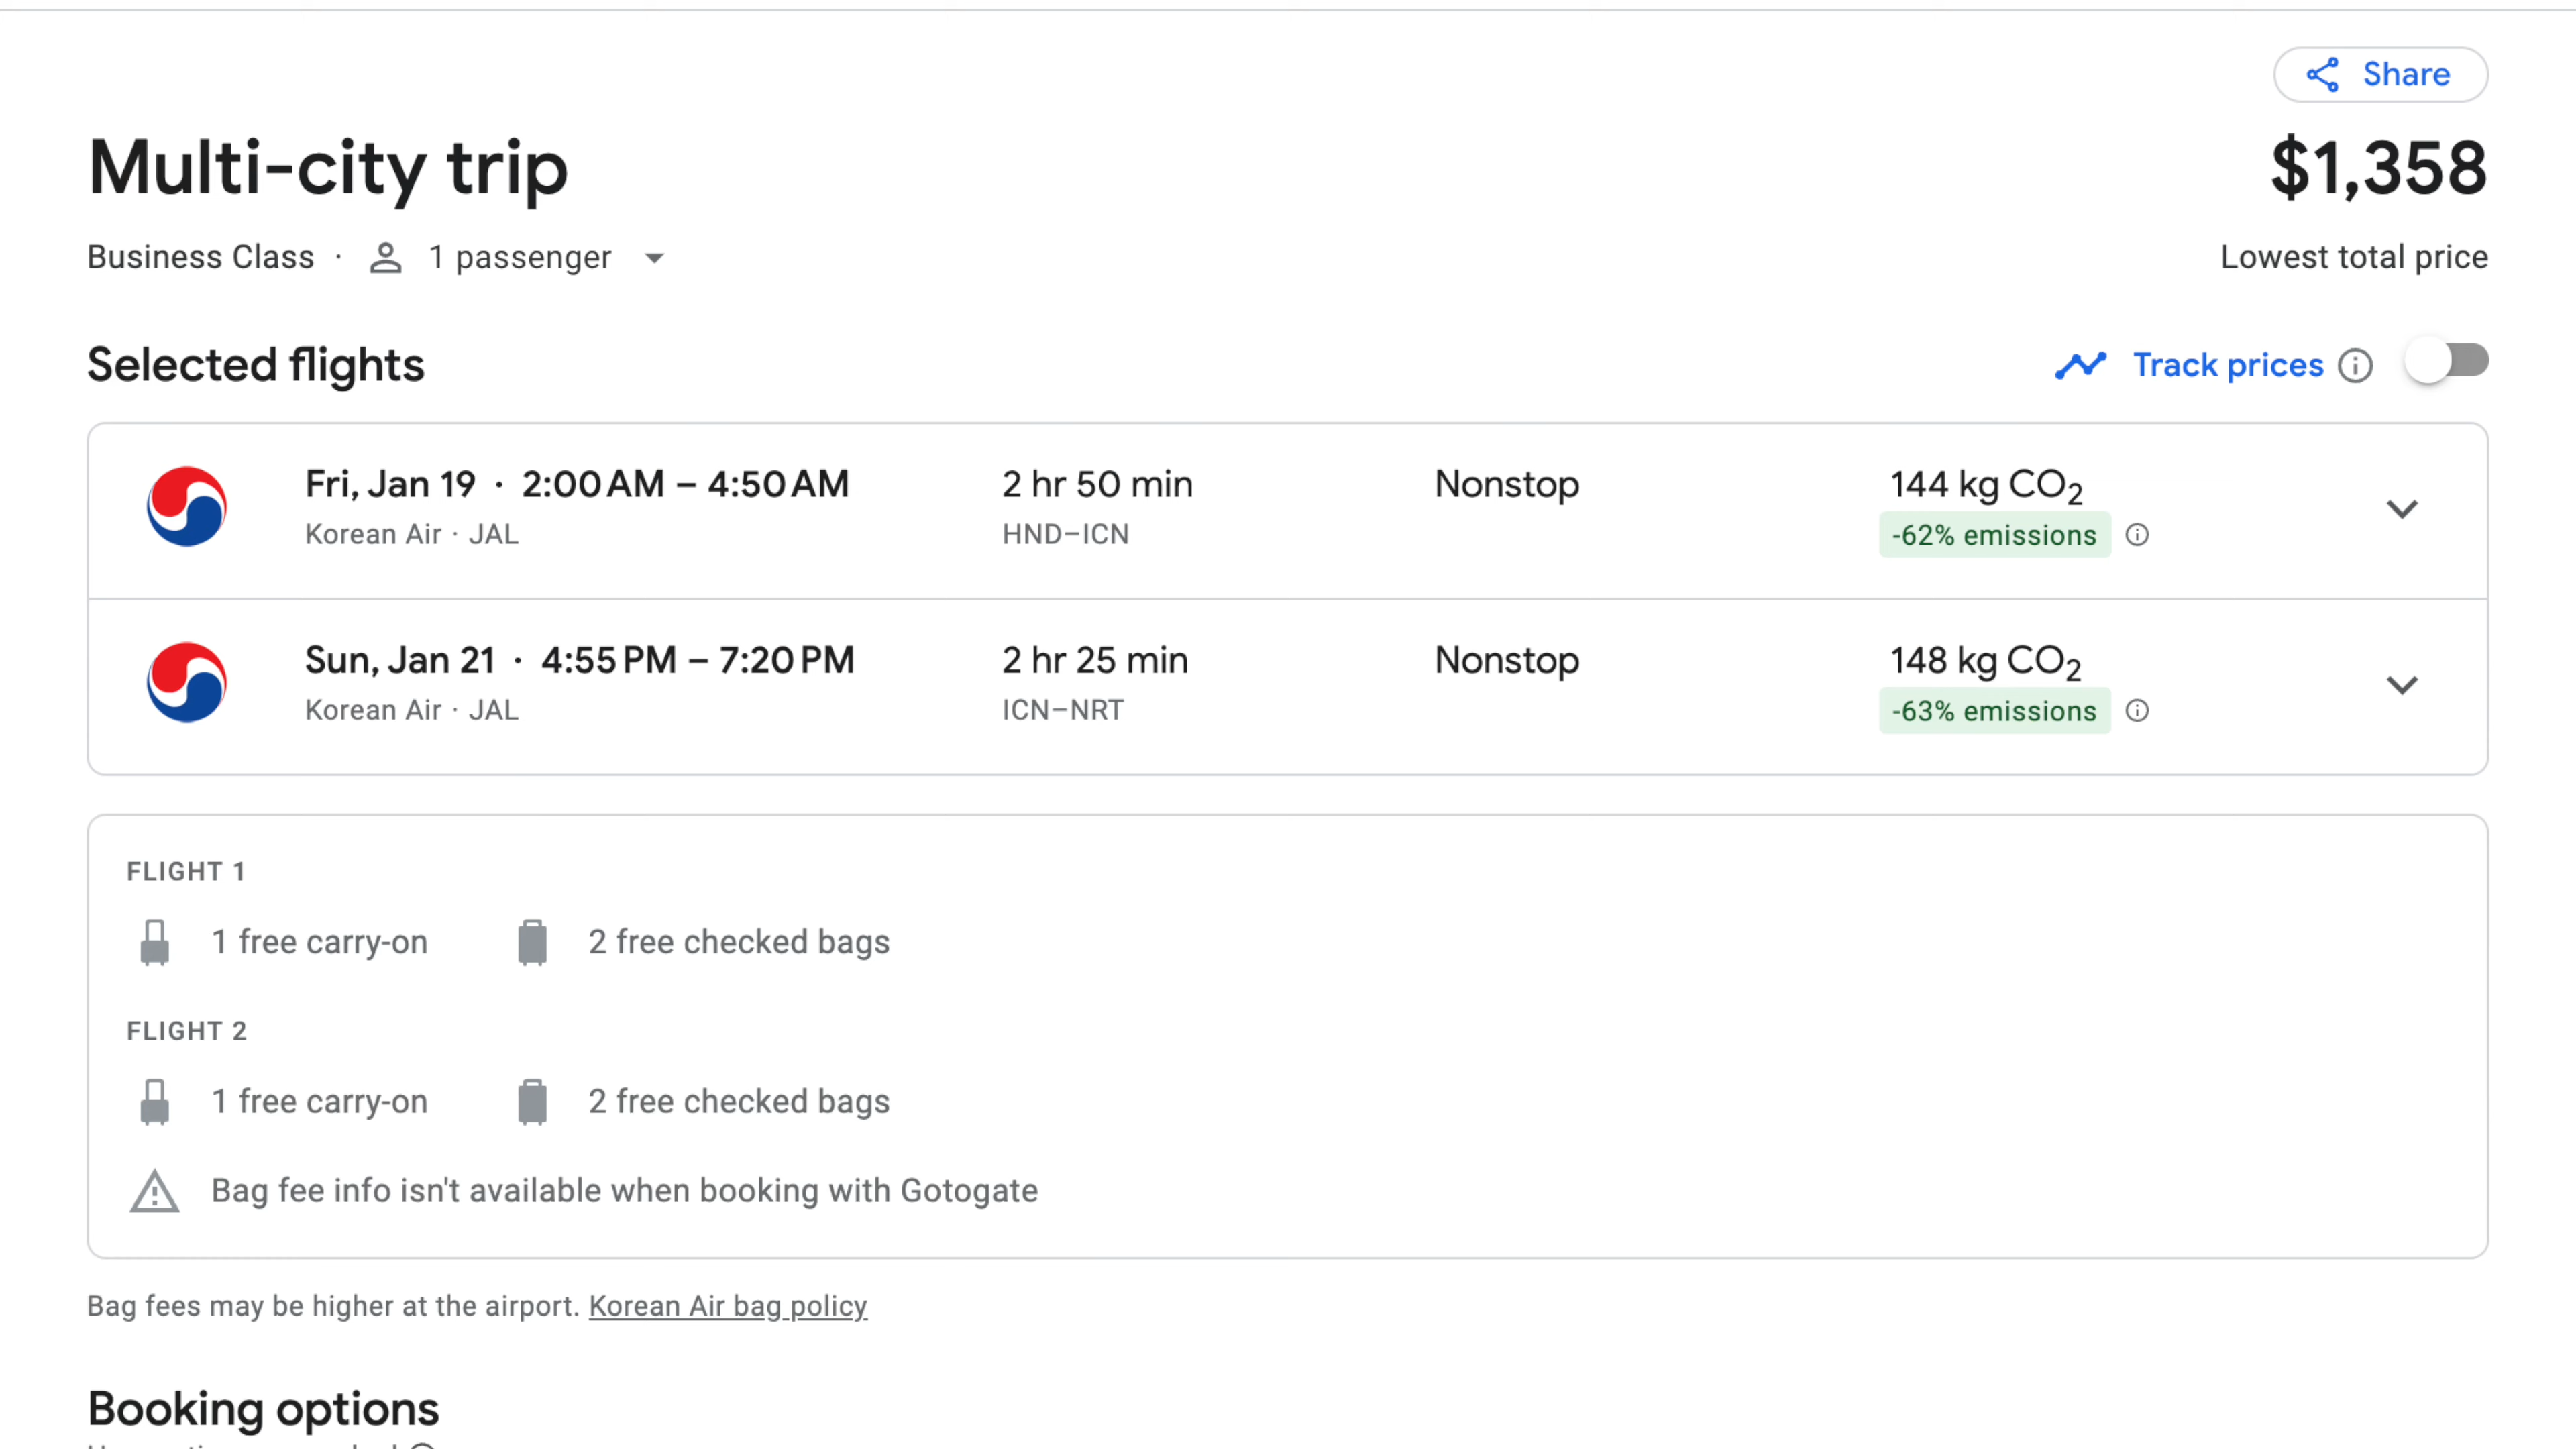 Share
Multi-city trip
$1,358
Business Class · 1 passenger
Lowest total price
Selected flights
Track prices
Fri, Jan 19 · 2:00 AM – 4:50 AM
2 hr 50 min
Nonstop
144 kg CO2
Korean Air · JAL
HND–ICN
-62% emissions
Sun, Jan 21 · 4:55 PM – 7:20 PM
2 hr 25 min
Nonstop
148 kg CO2
Korean Air · JAL
ICN–NRT
-63% emissions
FLIGHT 1
1 free carry-on
2 free checked bags
FLIGHT 2
1 free carry-on
2 free checked bags
Bag fee info isn't available when booking with Gotogate
Bag fees may be higher at the airport. Korean Air bag policy
Booking options